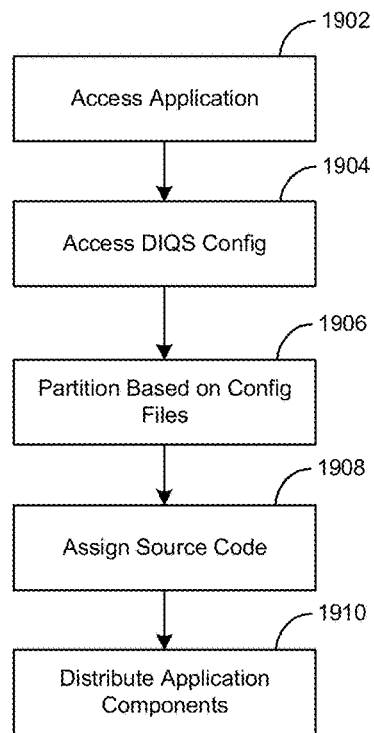 1902
Access Application
1904
Access DIQS Config
1906
Partition Based on Config
Files
1908
Assign Source Code
1910
Distribute Application
Components